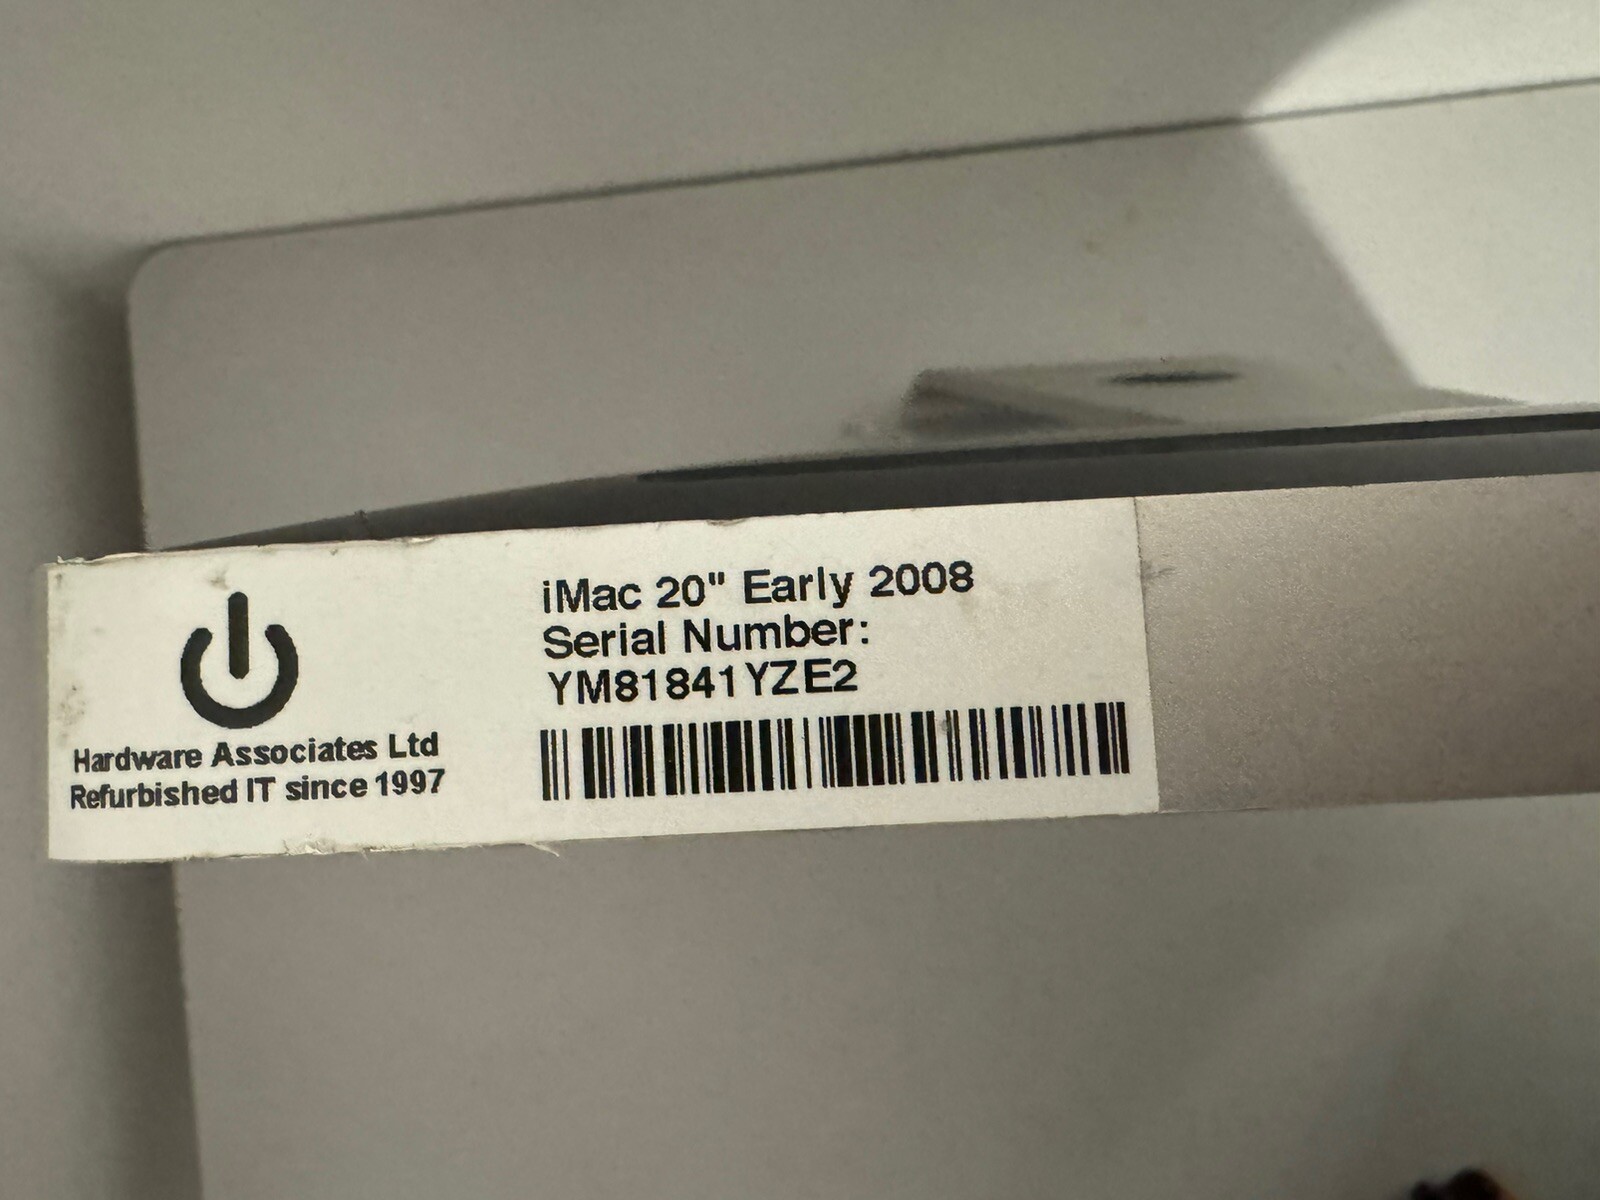 iMac 20" Early 2008
Serial Number:
YM81841YZE2
Hardware Associates Ltd
Refurbished IT since 1997